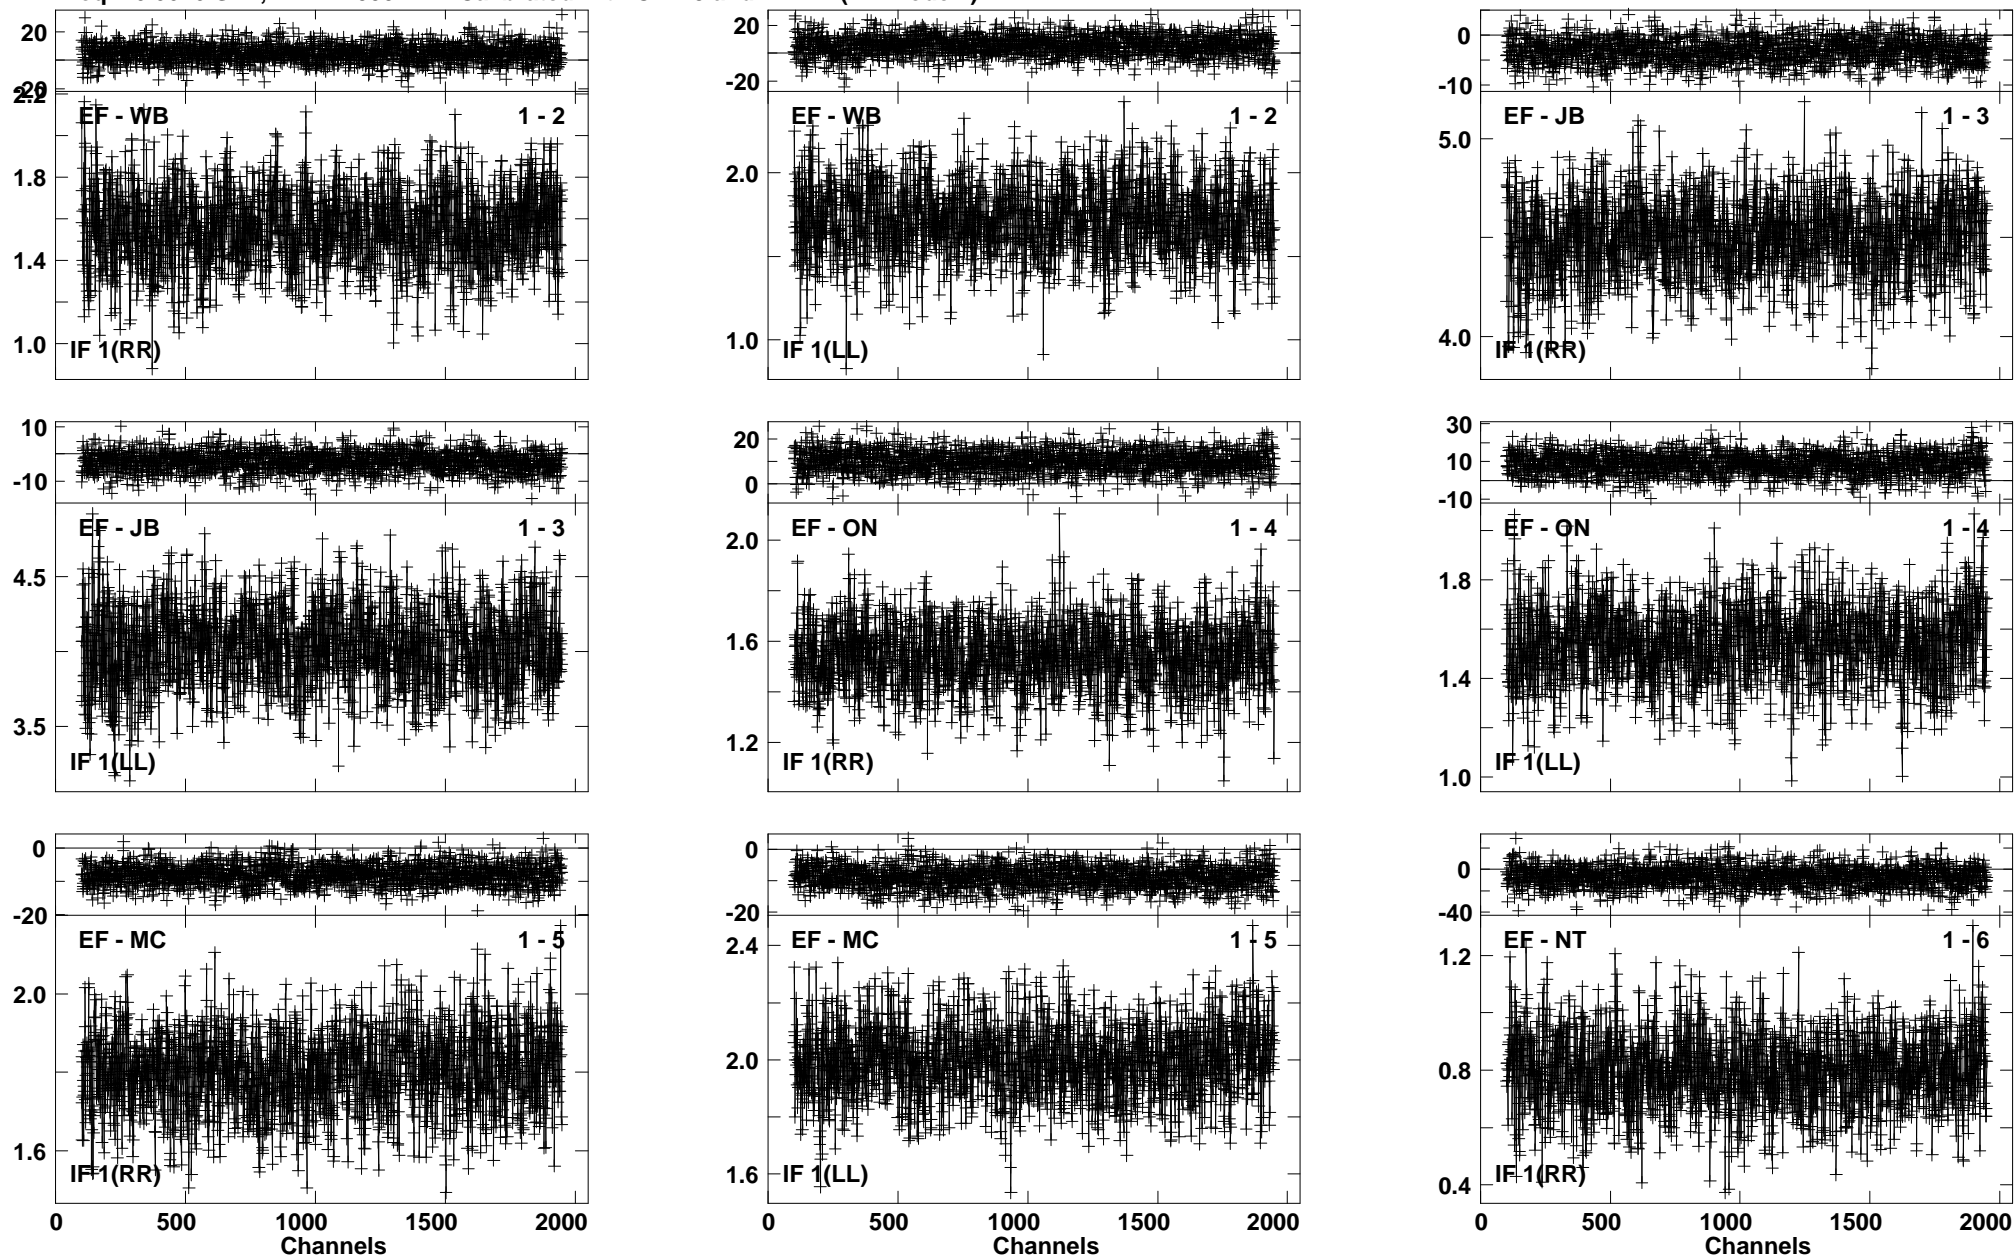 20
-20
2.2
1.8
1.4
1.0
EF - WB
1 - 2
IF 1(RR)
20
0
-20
2.0
1.0
EF - WB
1 - 2
IF 1(LL)
0
-10
5.0
4.0
EF - JB
1 - 3
IF 1(RR)
10
-10
4.5
3.5
EF - JB
1 - 3
IF 1(LL)
20
0
2.0
1.6
1.2
EF - ON
1 - 4
IF 1(RR)
30
10
-10
1.8
1.4
1.0
EF - ON
1 - 4
IF 1(LL)
0
-20
2.0
1.6
EF - MC
1 - 5
IF 1(RR)
0 500 1000 1500 2000
Channels
0
-20
2.4
2.0
1.6
EF - MC
1 - 5
IF 1(LL)
0 500 1000 1500 2000
Channels
0
-40
1.2
0.8
0.4
EF - NT
1 - 6
IF 1(RR)
0 500 1000 1500 2000
Channels